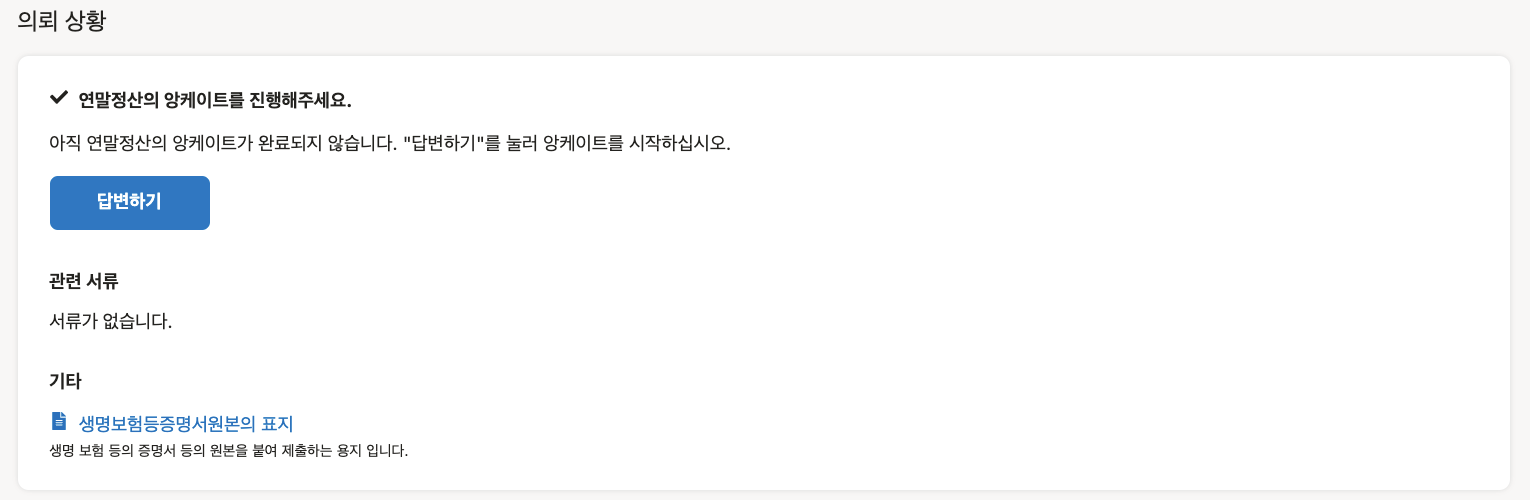 의뢰 상황
연말정산의 앙케이트를 진행해주세요.
아직 연말정산의 앙케이트가 완료되지 않습니다. "답변하기"를 눌러 앙케이트를 시작하십시오.
답변하기
관련 서류
서류가 없습니다.
기타
생명보험등증명서원본의 표지
생명 보험 등의 증명서 등의 원본을 붙여 제출하는 용지 입니다.